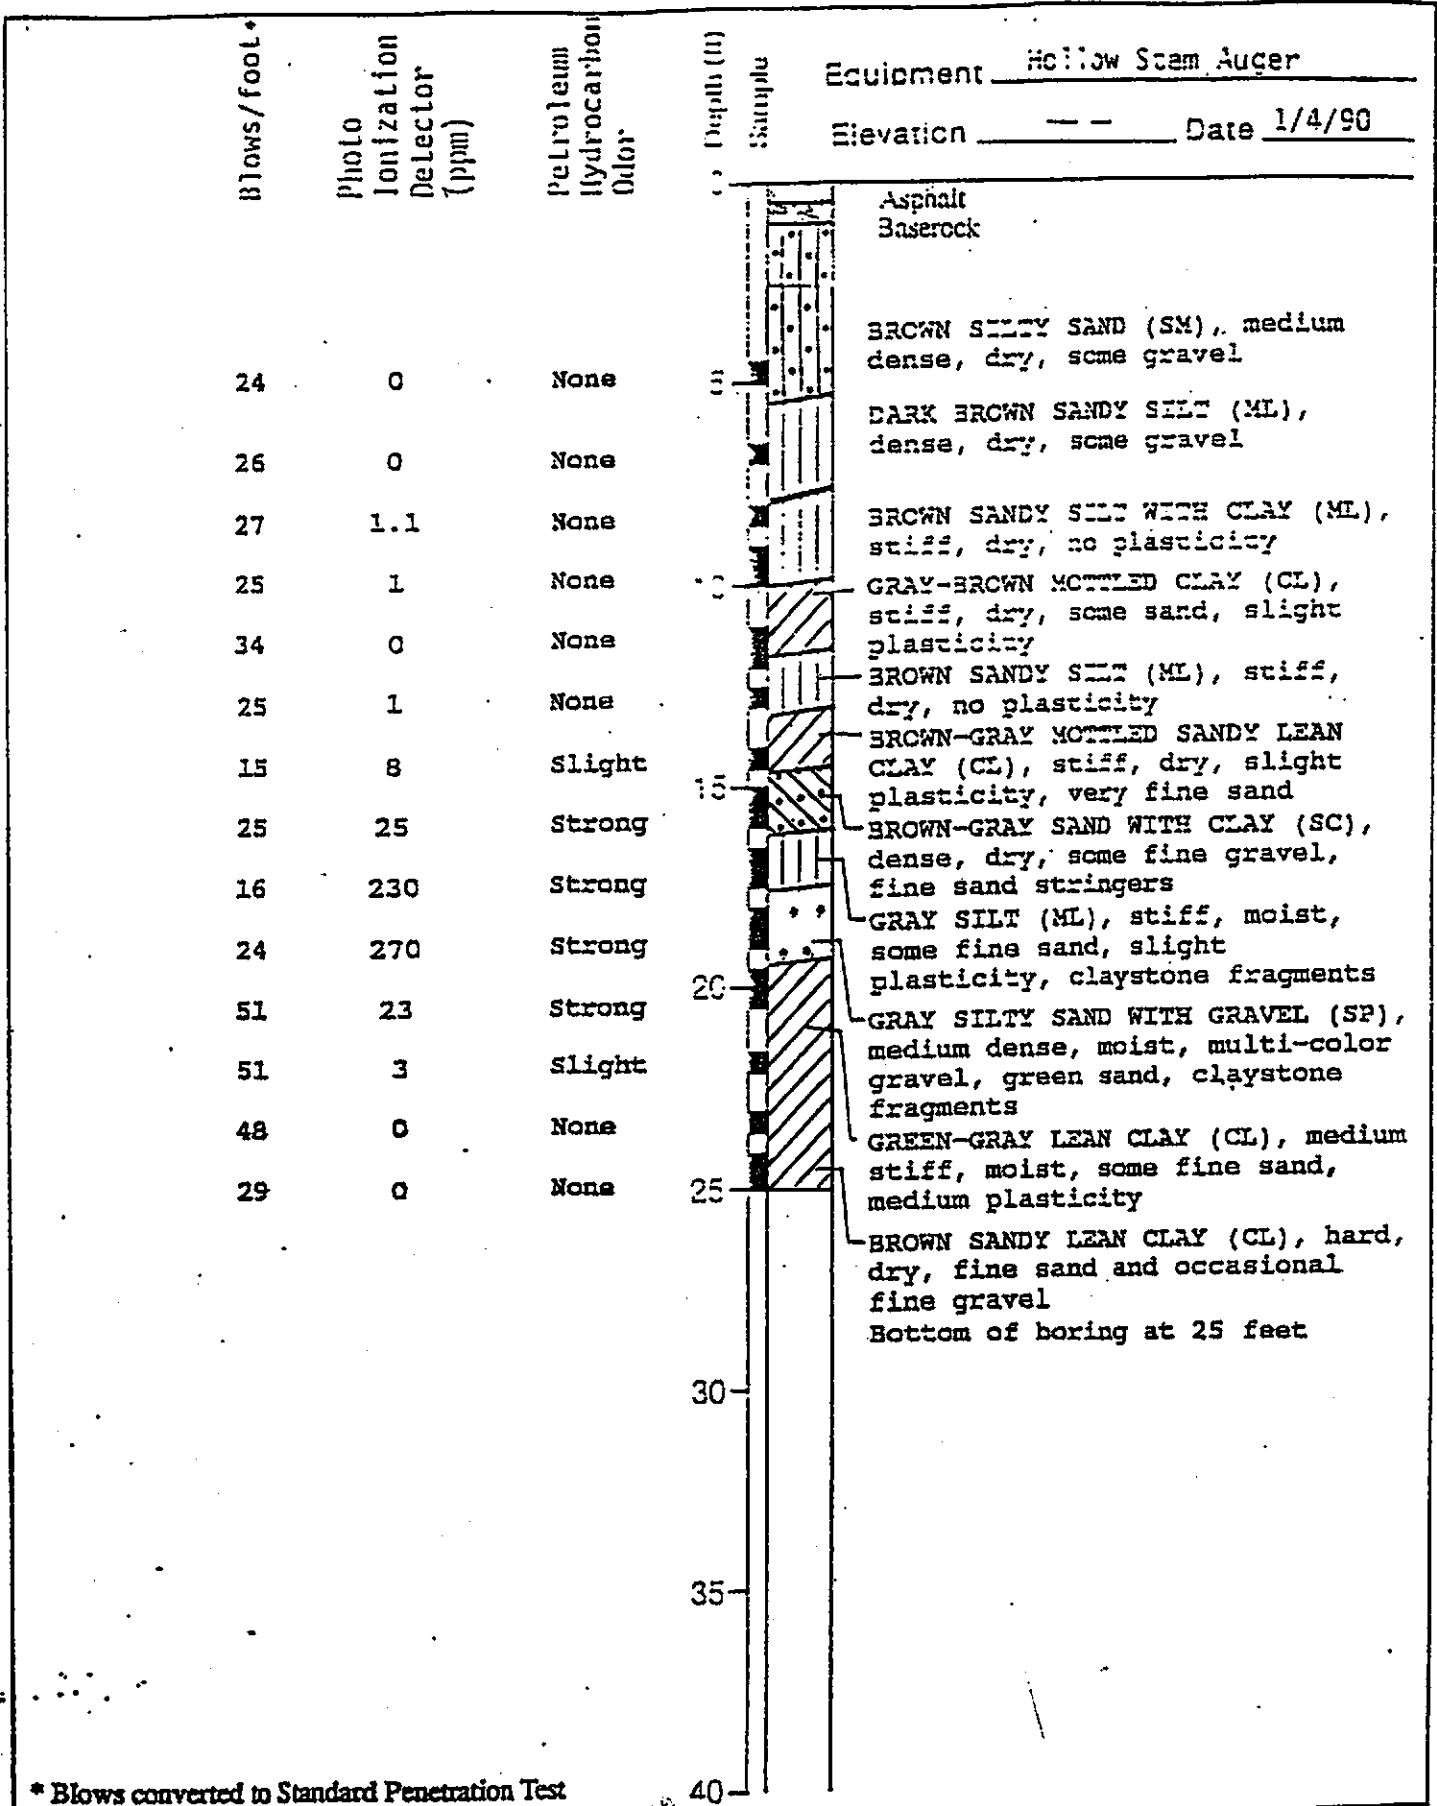 Blows/foot*
Photo
Ionization
Detector
(ppm)
Petroleum
Hydrocarbon
Odor
Depth (ft)
Sample
Equipment Hollow Stem Auger
Elevation -- Date 1/4/90
Asphalt
Baserock
BROWN SILTY SAND (SM), medium
dense, dry, some gravel
24 0 None
DARK BROWN SANDY SILT (ML),
dense, dry, some gravel
26 0 None
27 1.1 None
BROWN SANDY SILT WITH CLAY (ML),
stiff, dry, no plasticity
25 1 None
GRAY-BROWN MOTTLED CLAY (CL),
stiff, dry, some sand, slight
plasticity
34 0 None
BROWN SANDY SILT (ML), stiff,
dry, no plasticity
25 1 None
BROWN-GRAY MOTTLED SANDY LEAN
CLAY (CL), stiff, dry, slight
plasticity, very fine sand
15 8 Slight
15
BROWN-GRAY SAND WITH CLAY (SC),
dense, dry, some fine gravel,
fine sand stringers
25 25 Strong
16 230 Strong
GRAY SILT (ML), stiff, moist,
some fine sand, slight
plasticity, claystone fragments
24 270 Strong
20
51 23 Strong
GRAY SILTY SAND WITH GRAVEL (SP),
medium dense, moist, multi-color
gravel, green sand, claystone
fragments
51 3 Slight
48 0 None
GREEN-GRAY LEAN CLAY (CL), medium
stiff, moist, some fine sand,
medium plasticity
29 0 None
25
BROWN SANDY LEAN CLAY (CL), hard,
dry, fine sand and occasional
fine gravel
Bottom of boring at 25 feet
30
35
40
* Blows converted to Standard Penetration Test